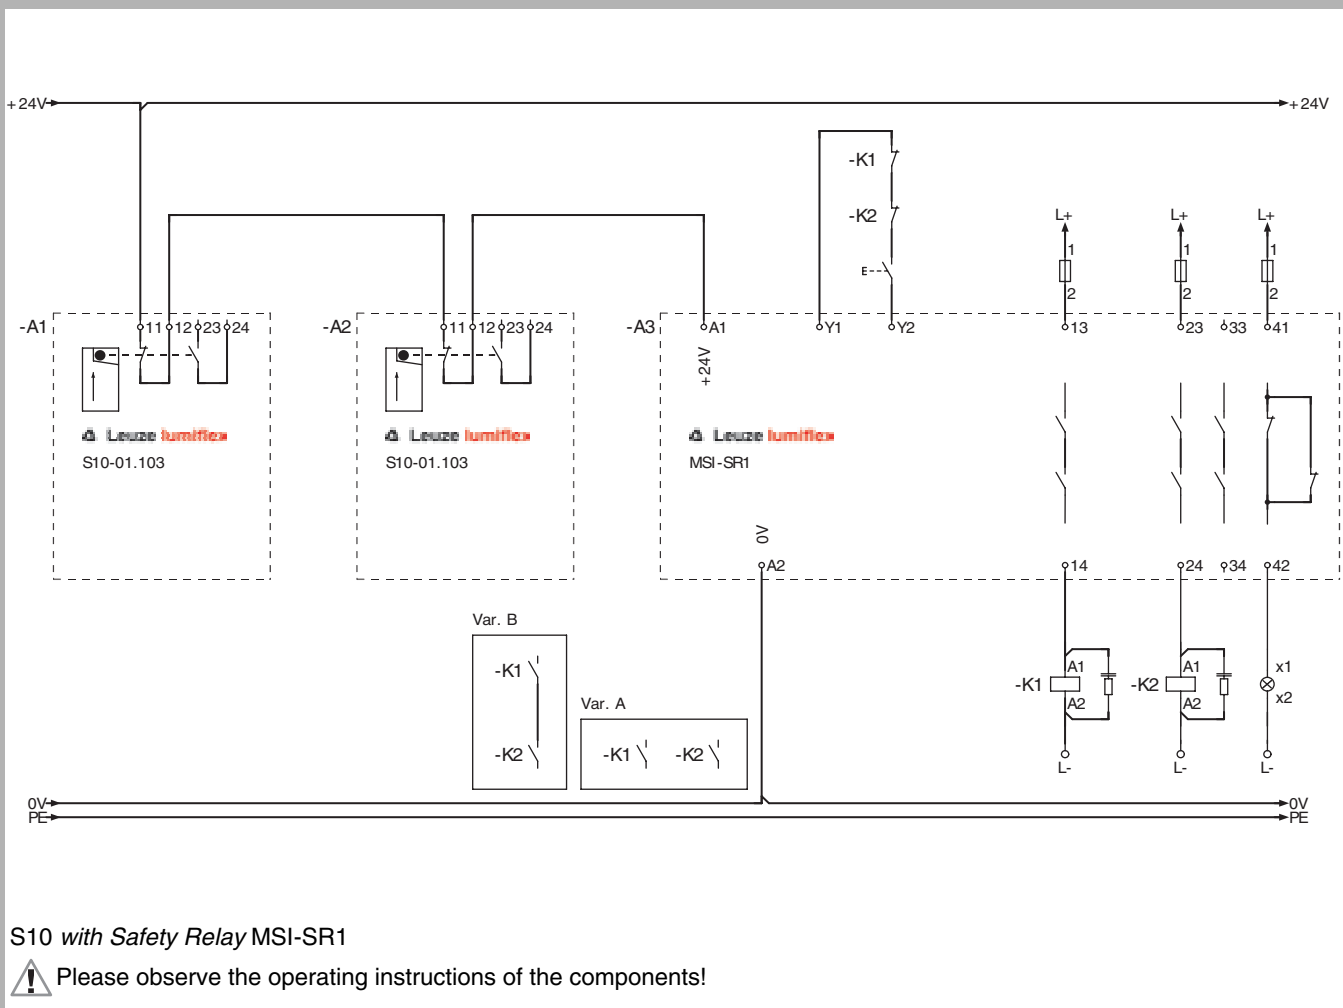 +24V +24V
-K1
-K2
L+ L+ L+
1 1 1
E
2 2 2
-A1 11 12 23 24 -A2 11 12 23 24 -A3 A1 Y1 Y2 13 23 33 41
+24V
Leuze lumiflex Leuze lumiflex Leuze lumiflex
S10-01.103 S10-01.103 MSI-SR1
0V
A2 14 24 34 42
Var. B
-K1 A1 A1 x1
-K1 -K2
Var. A A2 A2 x2
-K2 -K1 -K2
L- L- L-
0V 0V
PE PE
S10 with Safety Relay MSI-SR1
Please observe the operating instructions of the components!